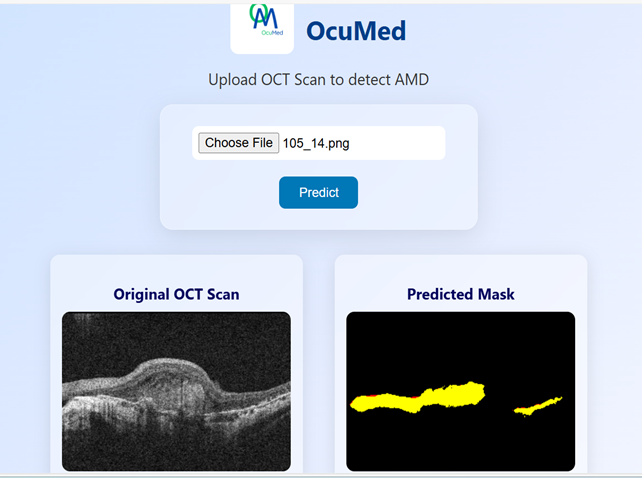 OcuMed
OcuMed
Upload OCT Scan to detect AMD
Choose File 105_14.png
Predict
Original OCT Scan
Predicted Mask